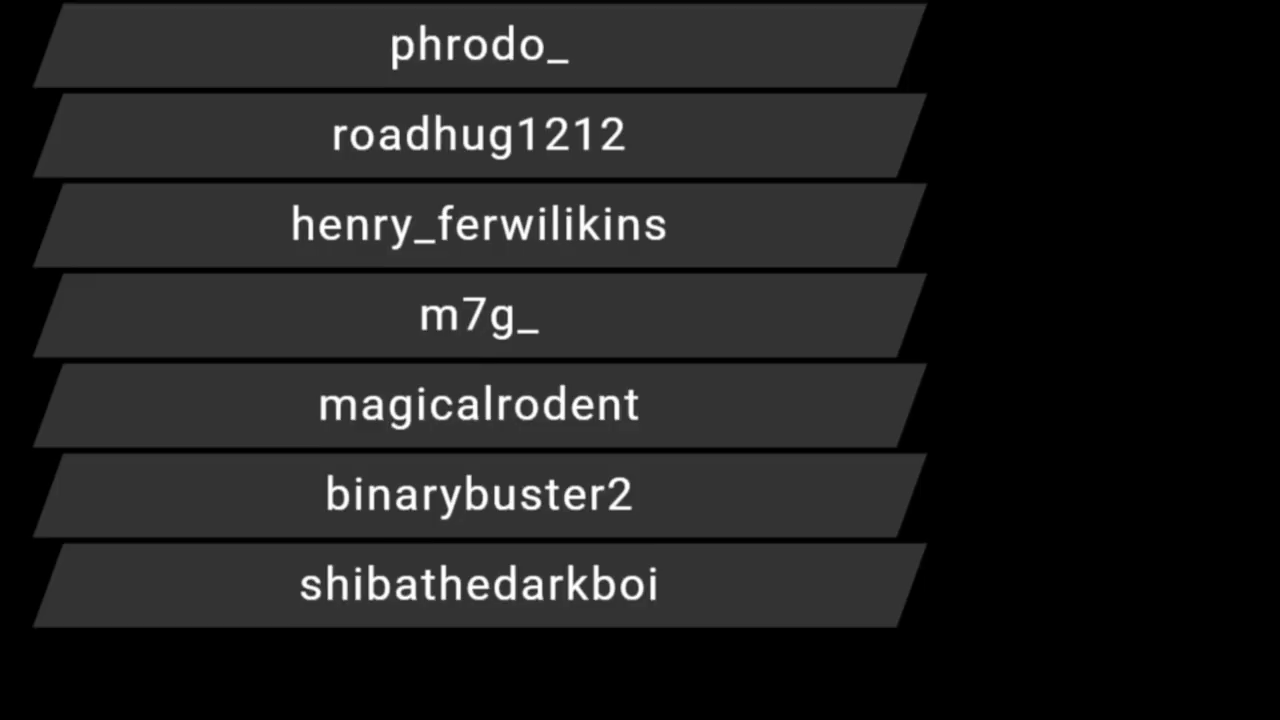 phrodo_
roadhug1212
henry_ferwilikins
m7g_
magicalrodent
binarybuster2
shibathedarkboi